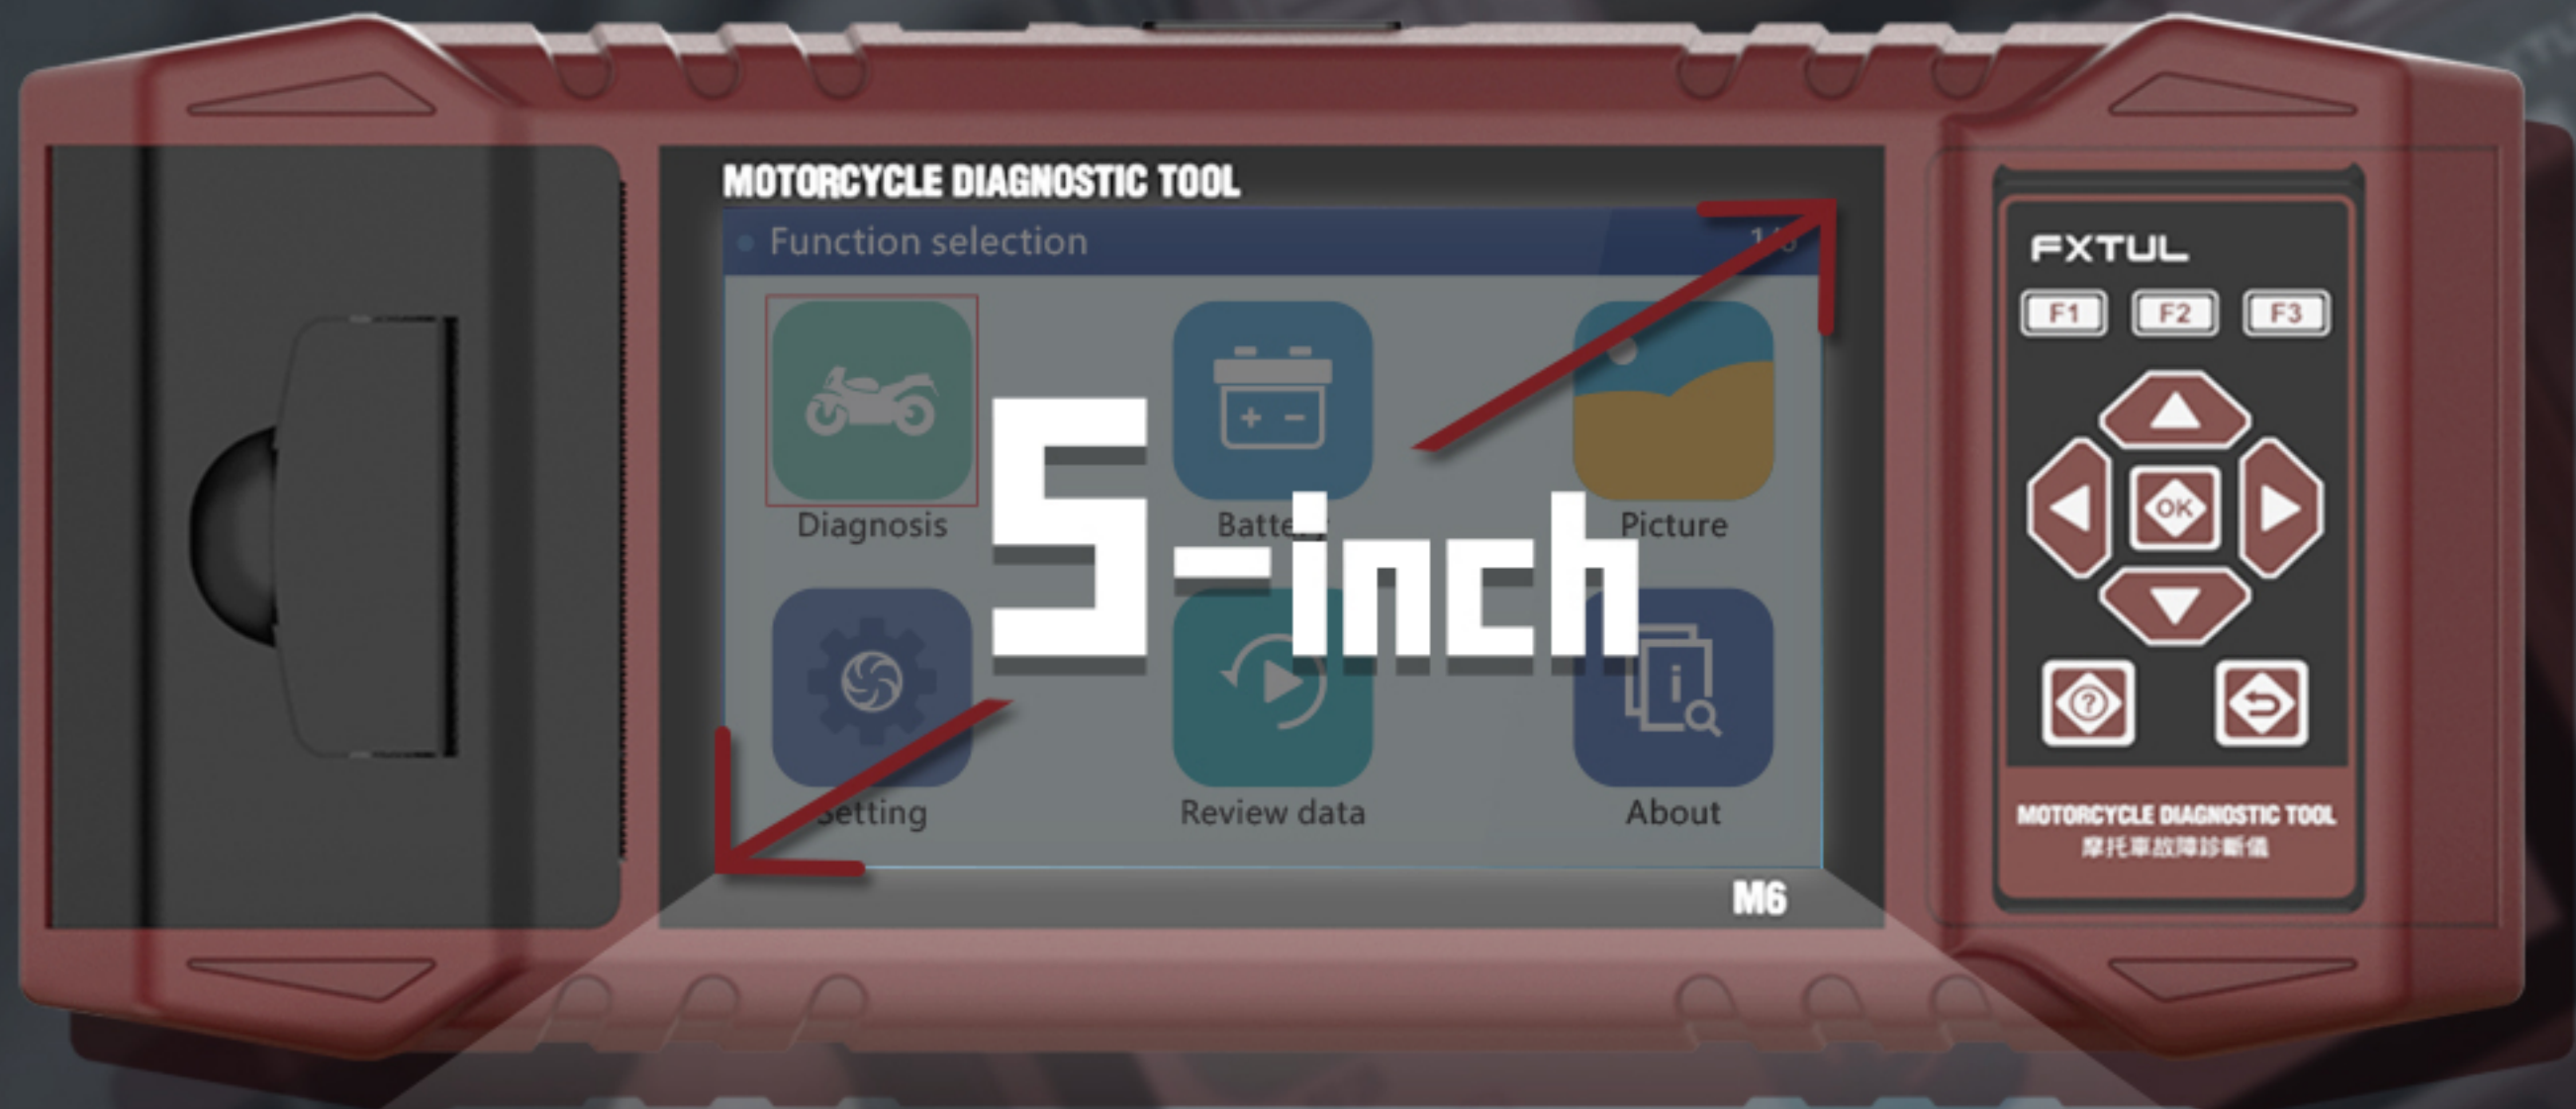 MOTORCYCLE DIAGNOSTIC TOOL
Function selection
Diagnosis
Battery
Picture
5-inch
Setting
Review data
About
M6
FXTUL
F1 F2 F3
OK
?
MOTORCYCLE DIAGNOSTIC TOOL
摩托車故障診斷儀